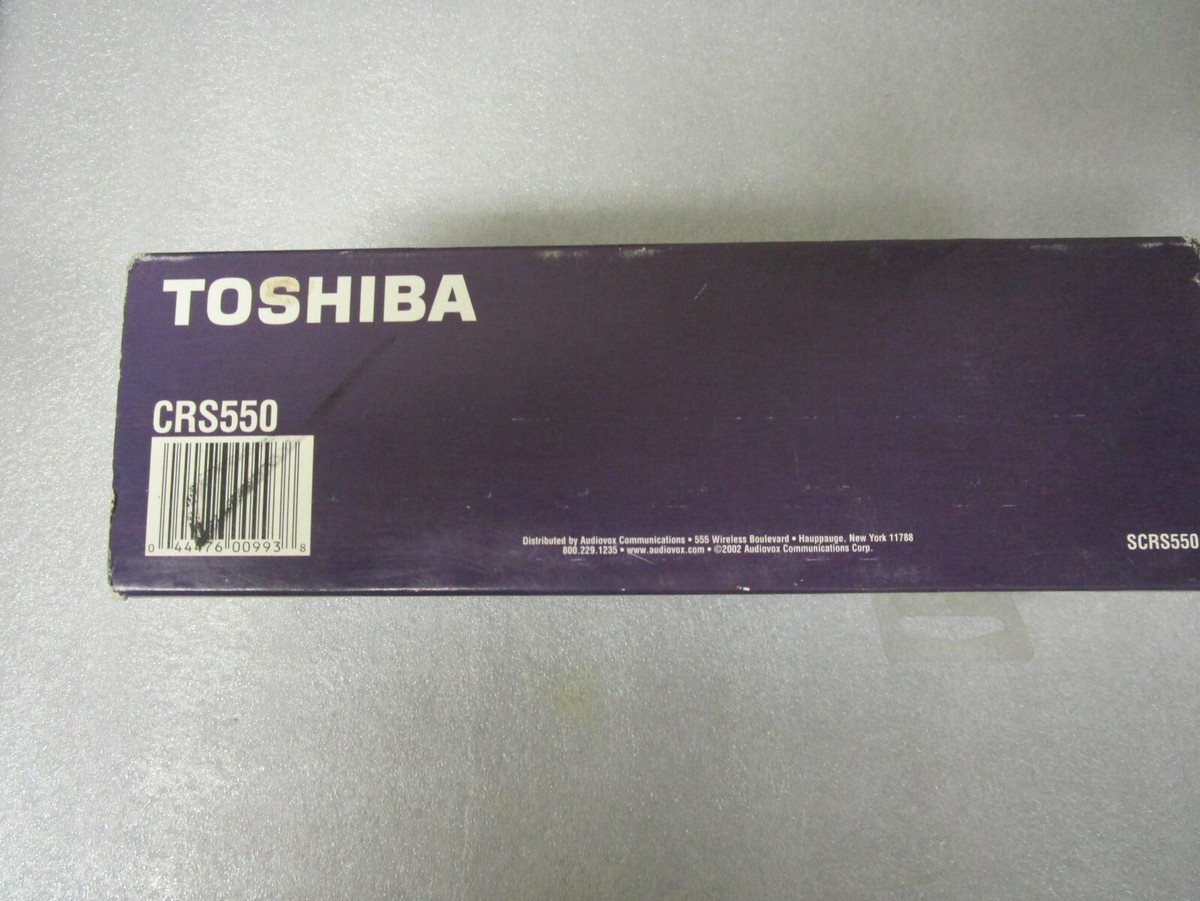 TOSHIBA
CRS550
0 44476 00993 8
Distributed by Audiovox Communications • 555 Wireless Boulevard • Hauppauge, New York 11788
800.229.1235 • www.audiovox.com • ©2002 Audiovox Communications Corp.
SCRS550